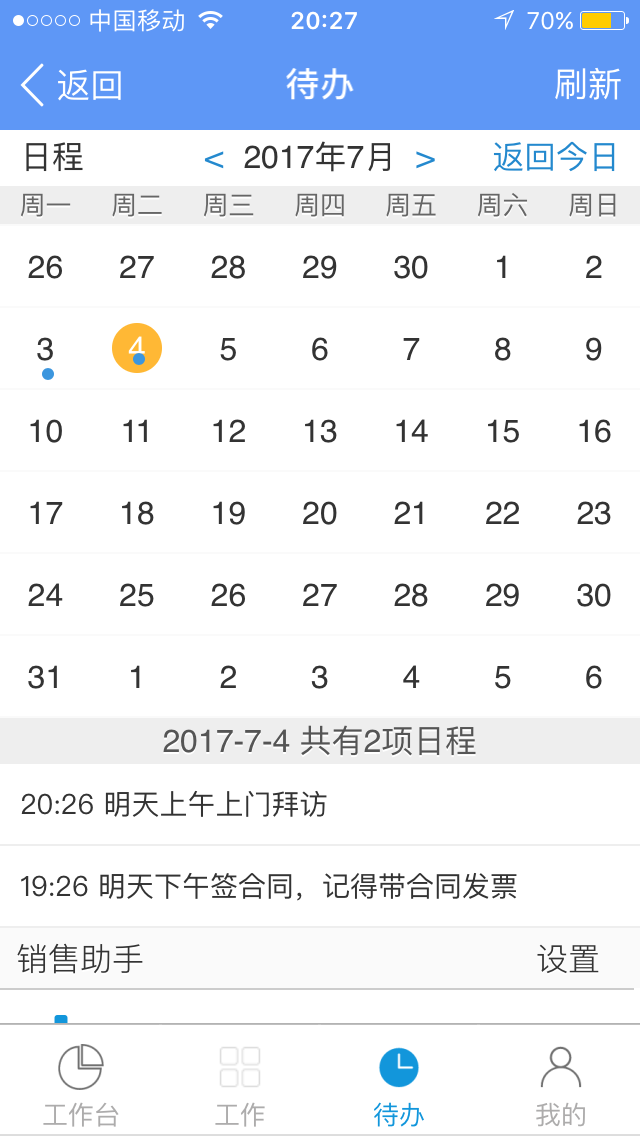 中国移动 20:27 70%
返回 待办 刷新
日程 < 2017年7月 > 返回今日
周一 周二 周三 周四 周五 周六 周日
26 27 28 29 30 1 2
3 4 5 6 7 8 9
10 11 12 13 14 15 16
17 18 19 20 21 22 23
24 25 26 27 28 29 30
31 1 2 3 4 5 6
2017-7-4 共有2项日程
20:26 明天上午上门拜访
19:26 明天下午签合同，记得带合同发票
销售助手 设置
工作台 工作 待办 我的